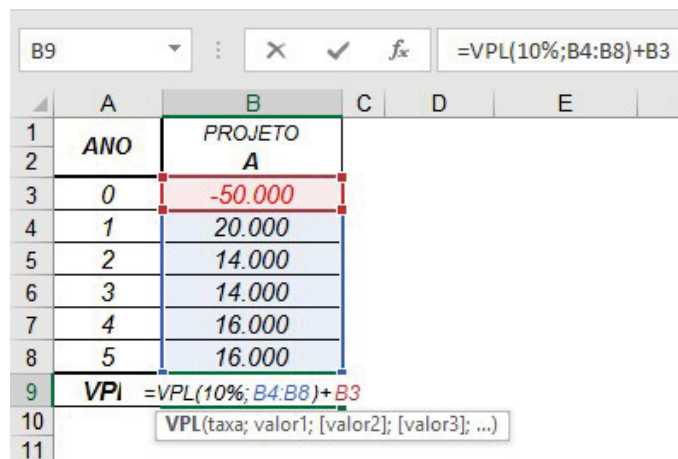 B9 fx =VPL(10%;B4:B8)+B3
A B C D E
1 ANO PROJETO
2 A
3 0 -50.000
4 1 20.000
5 2 14.000
6 3 14.000
7 4 16.000
8 5 16.000
9 VPL =VPL(10%;B4:B8)+B3
10 VPL(taxa; valor1; [valor2]; [valor3]; ...)
11